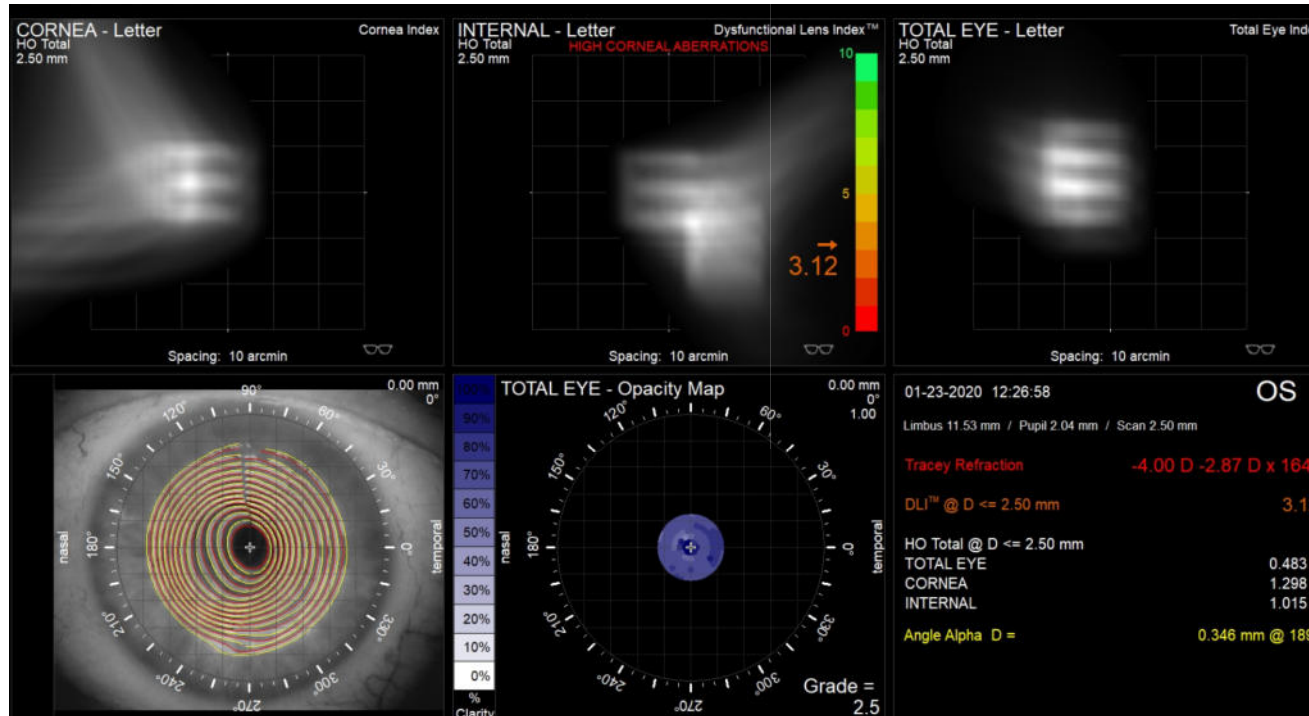 CORNEA - Letter
Cornea Index
HO Total
2.50 mm
Spacing: 10 arcmin
INTERNAL - Letter
Dysfunctional Lens Index™
HO Total
HIGH CORNEAL ABERRATIONS
2.50 mm
10
5
3.12
0
Spacing: 10 arcmin
TOTAL EYE - Letter
Total Eye Inde
HO Total
2.50 mm
Spacing: 10 arcmin
0.00 mm
0°
90°
120°
60°
150°
30°
nasal
180°
0°
temporal
210°
330°
240°
300°
270°
90%
80%
70%
60%
50%
40%
30%
20%
10%
0%
%
Clarity
TOTAL EYE - Opacity Map
0.00 mm
0°
1.00
90°
120°
60°
150°
30°
nasal
180°
0°
temporal
210°
330°
240°
300°
270°
Grade =
2.5
01-23-2020 12:26:58
OS
Limbus 11.53 mm / Pupil 2.04 mm / Scan 2.50 mm
Tracey Refraction -4.00 D -2.87 D x 164
DLI™ @ D <= 2.50 mm 3.1
HO Total @ D <= 2.50 mm
TOTAL EYE 0.483
CORNEA 1.298
INTERNAL 1.015
Angle Alpha D = 0.346 mm @ 189